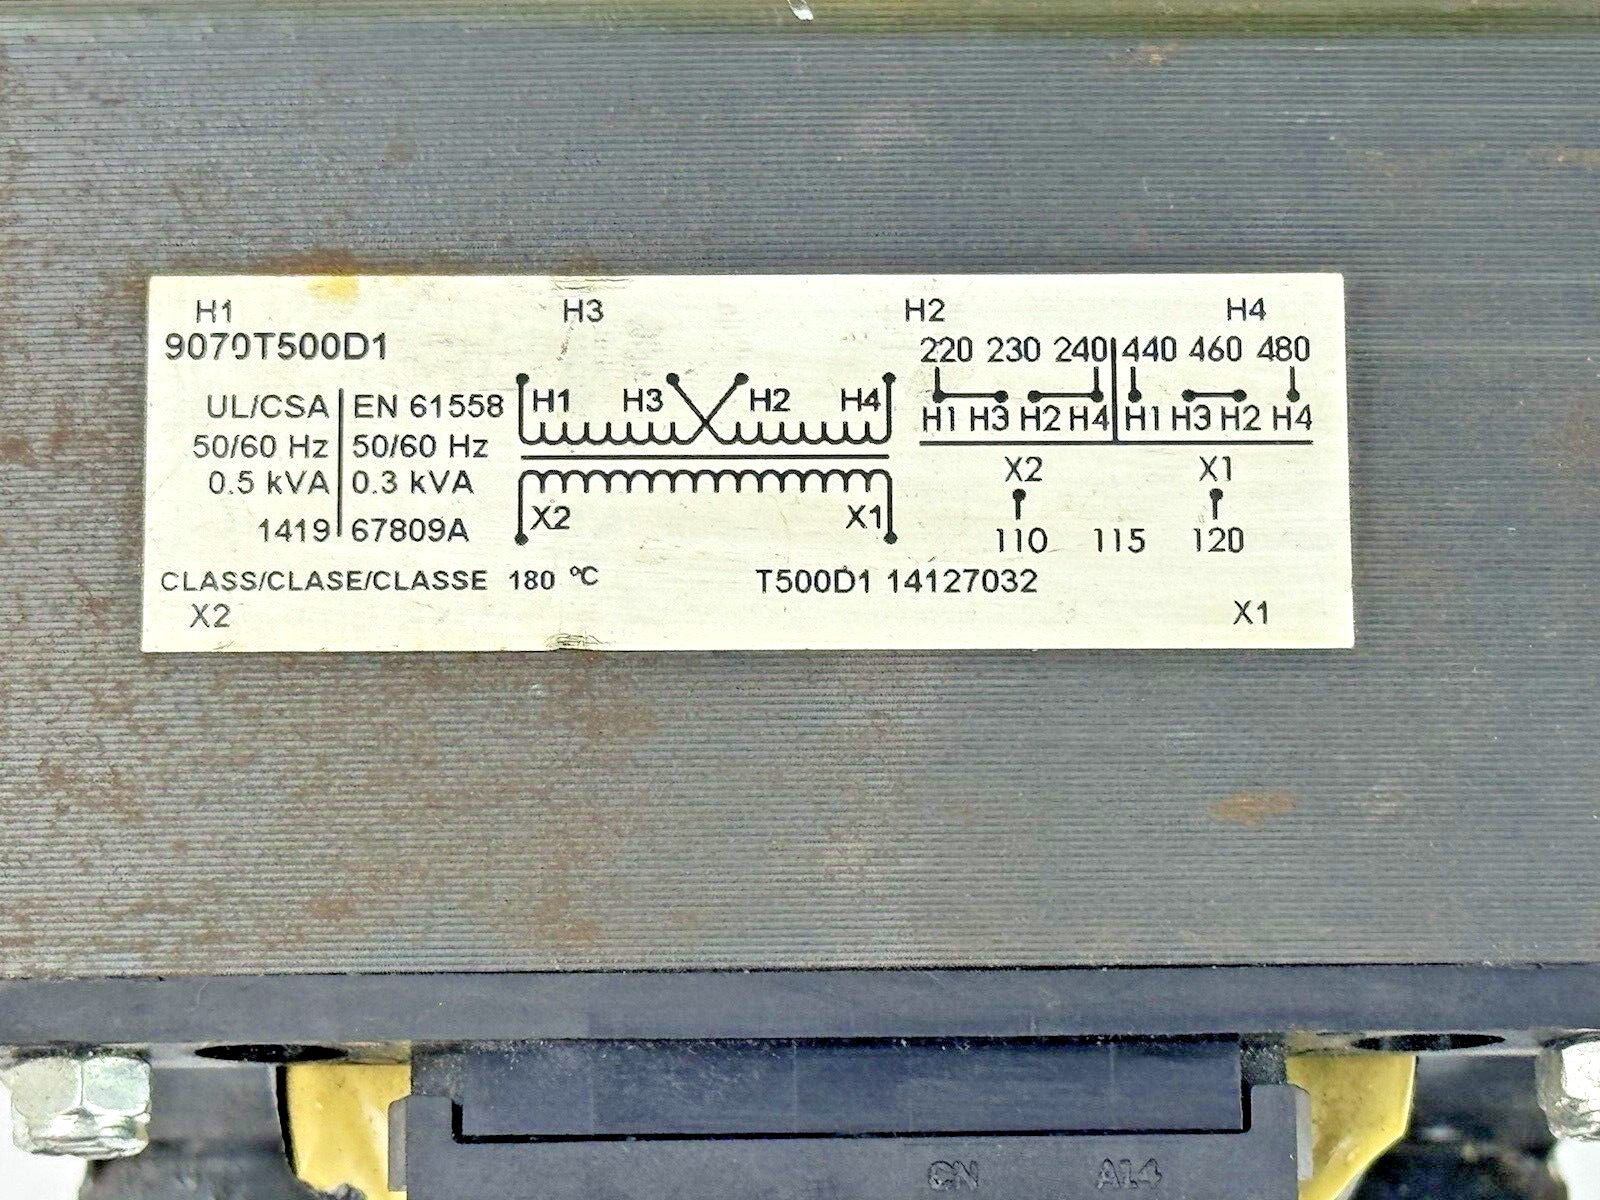 H1 H3 H2 H4
9070T500D1
220 230 240 440 460 480
UL/CSA EN 61558
H1 H3 H2 H4
H1 H3 H2 H4 H1 H3 H2 H4
50/60 Hz 50/60 Hz
0.5 kVA 0.3 kVA
X2 X1
1419 67809A
X2 X1
110 115 120
CLASS/CLASE/CLASSE 180 °C
T500D1 14127032
X2 X1
CN A14